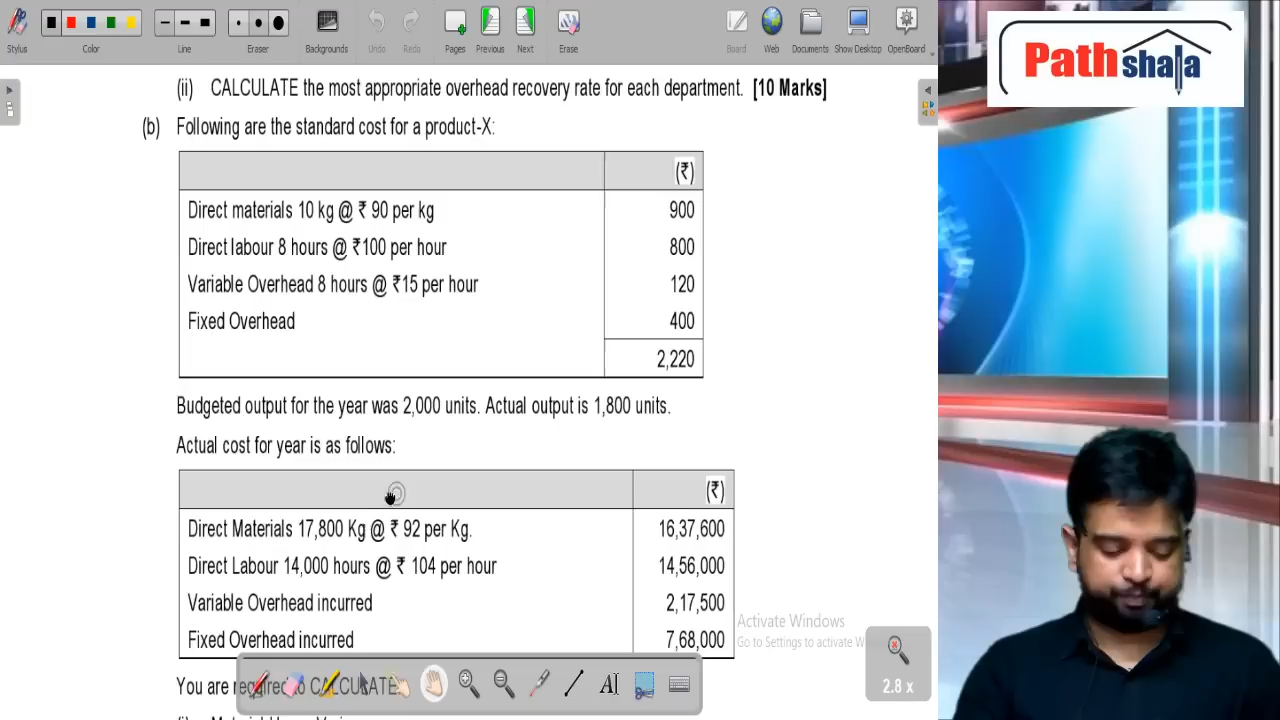 Stylus
Color
Line
Eraser
Backgrounds
Undo
Redo
Pages
Previous
Next
Erase
Board
Web
Documents
Show Desktop
OpenBoard
Path shala
(ii) CALCULATE the most appropriate overhead recovery rate for each department. [10 Marks]
(b) Following are the standard cost for a product-X:
(₹)
Direct materials 10 kg @ ₹ 90 per kg 900
Direct labour 8 hours @ ₹100 per hour 800
Variable Overhead 8 hours @ ₹15 per hour 120
Fixed Overhead 400
2,220
Budgeted output for the year was 2,000 units. Actual output is 1,800 units.
Actual cost for year is as follows:
(₹)
Direct Materials 17,800 Kg @ ₹ 92 per Kg. 16,37,600
Direct Labour 14,000 hours @ ₹ 104 per hour 14,56,000
Variable Overhead incurred 2,17,500
Fixed Overhead incurred 7,68,000
Activate Windows
Go to Settings to activate W
2.8 x
You are required to CALCULATE